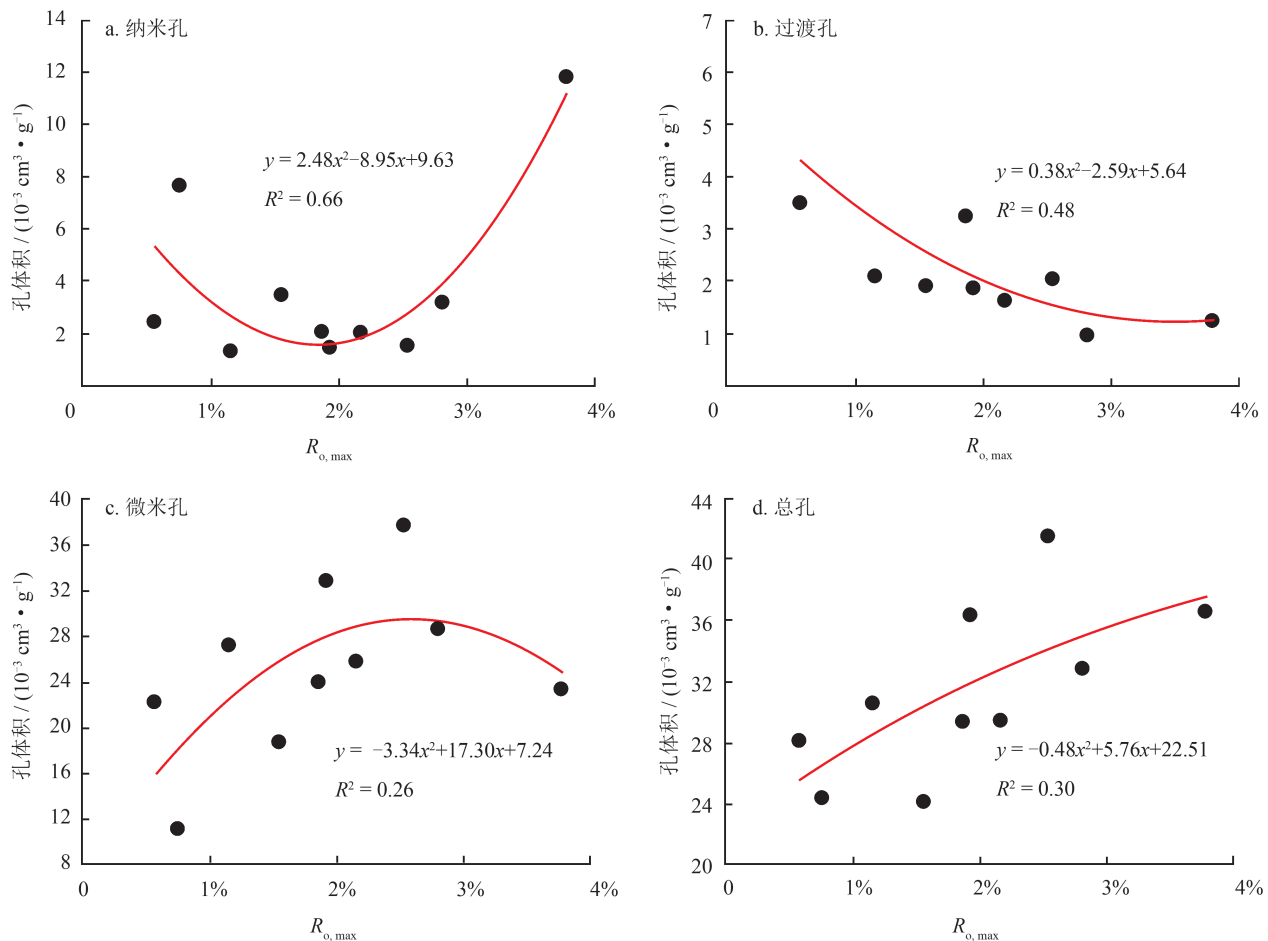 a. 纳米孔
14
12
10
8
6
4
2
0
1%
2%
3%
4%
孔体积 / (10⁻³ cm³·g⁻¹)
y = 2.48x²−8.95x+9.63
R² = 0.66
Rₒ, ₘₐₓ
b. 过渡孔
7
6
5
4
3
2
1
0
1%
2%
3%
4%
孔体积 / (10⁻³ cm³·g⁻¹)
y = 0.38x²−2.59x+5.64
R² = 0.48
Rₒ, ₘₐₓ
c. 微米孔
40
36
32
28
24
20
16
12
8
0
1%
2%
3%
4%
孔体积 / (10⁻³ cm³·g⁻¹)
y = −3.34x²+17.30x+7.24
R² = 0.26
Rₒ, ₘₐₓ
d. 总孔
44
40
36
32
28
24
20
0
1%
2%
3%
4%
孔体积 / (10⁻³ cm³·g⁻¹)
y = −0.48x²+5.76x+22.51
R² = 0.30
Rₒ, ₘₐₓ